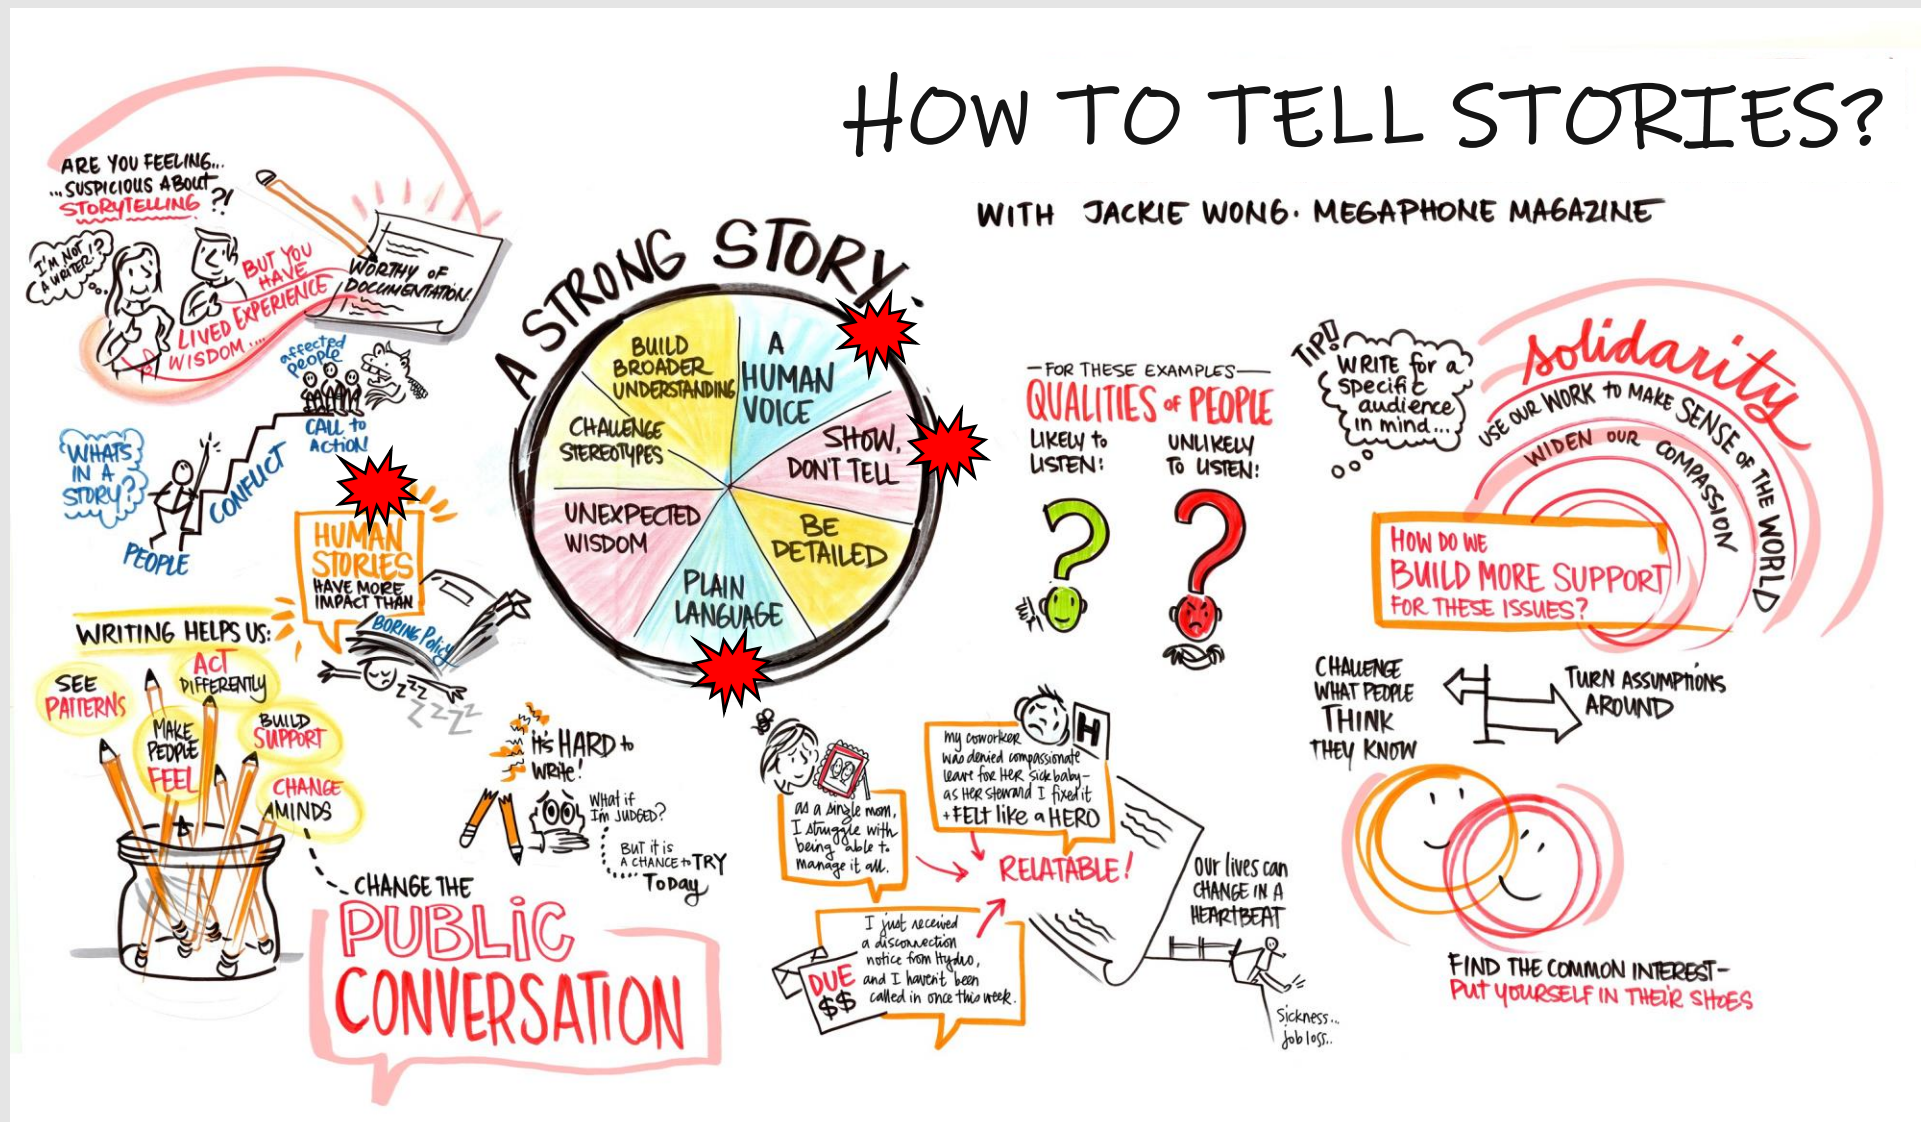 HOW TO TELL STORIES?
WITH JACKIE WONG. MEGAPHONE MAGAZINE
ARE YOU FEELING...
...SUSPICIOUS ABOUT
STORYTELLING ?!
I'M NOT
A WRITER!?
BUT YOU
HAVE
LIVED EXPERIENCE
WISDOM ....
WORTHY OF
DOCUMENTATION.
affected
people
CALL to
ACTION
"WHAT'S
IN A
STORY?"
CONFLICT
PEOPLE
HUMAN
STORIES
HAVE MORE
IMPACT THAN
BORING Policy
ZZZ
ZZZZ
WRITING HELPS US:
SEE
PATTERNS
ACT
DIFFERENTLY
MAKE
PEOPLE
FEEL
BUILD
SUPPORT
CHANGE
MINDS
CHANGE THE
PUBLIC
CONVERSATION
it's HARD to
WRite!
WHAT if
I'm JUDGED?
BUT it is
A CHANCE to TRY
Today
A STRONG STORY.
BUILD
BROADER
UNDERSTANDING
A
HUMAN
VOICE
SHOW,
DON'T TELL
BE
DETAILED
PLAIN
LANGUAGE
UNEXPECTED
WISDOM
CHALLENGE
STEREOTYPES
—FOR THESE EXAMPLES—
QUALITIES of PEOPLE
LIKELY to
LISTEN:
UNLIKELY
TO LISTEN:
?
?
as a single mom,
I struggle with
being able to
manage it all.
H
my coworker
was denied compassionate
leave for HER sick baby-
as HER steward I fixed it
+ FELT like a HERO
RELATABLE!
I just received
a disconnection
notice from Hydro,
and I haven't been
called in once this week.
DUE
$$
OUR lives can
CHANGE IN A
HEARTBEAT
Sickness...
Job loss..
TIP!!
WRITE for a
specific
audience
in mind...
Solidarity
USE OUR WORK to MAKE SENSE OF THE WORLD
WIDEN OUR COMPASSION
HOW DO WE
BUILD MORE SUPPORT
FOR THESE ISSUES?
CHALLENGE
WHAT PEOPLE
THINK
THEY KNOW
TURN ASSUMPTIONS
AROUND
FIND THE COMMON INTEREST-
PUT YOURSELF IN THEIR SHOES